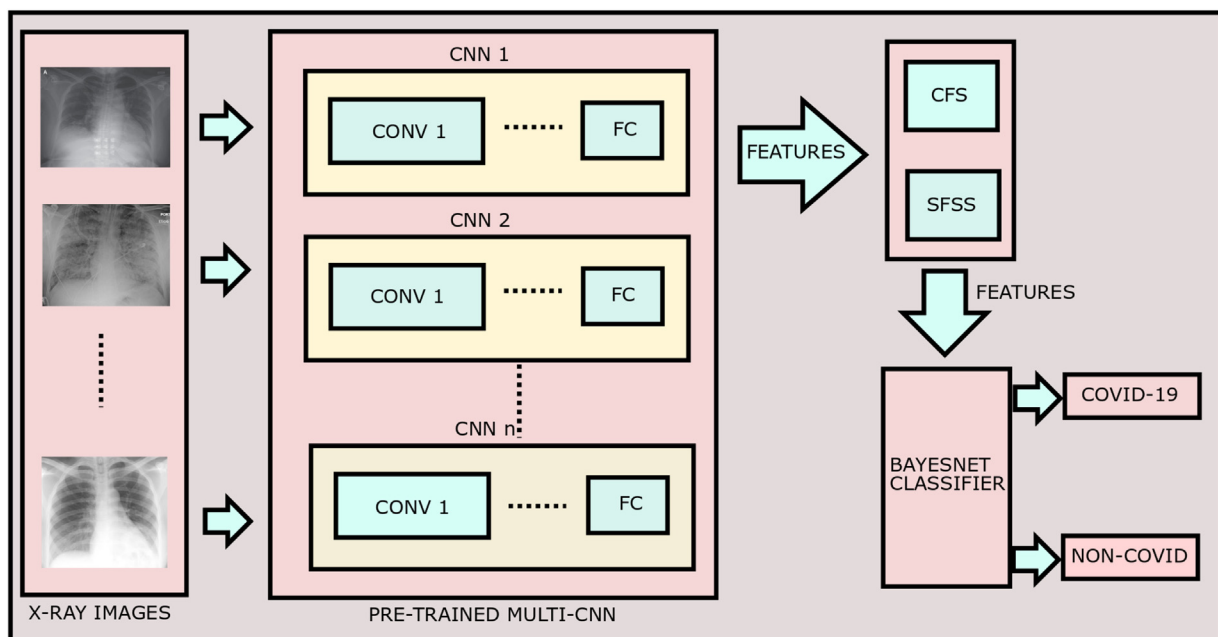 CNN 1
CONV 1
FC
FEATURES
CFS
SFSS
CNN 2
CONV 1
FC
FEATURES
CNN n
CONV 1
FC
BAYESNET
CLASSIFIER
COVID-19
NON-COVID
X-RAY IMAGES
PRE-TRAINED MULTI-CNN